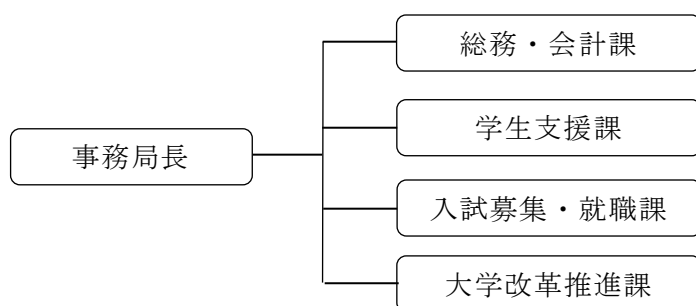 総務・会計課
学生支援課
事務局長
入試募集・就職課
大学改革推進課